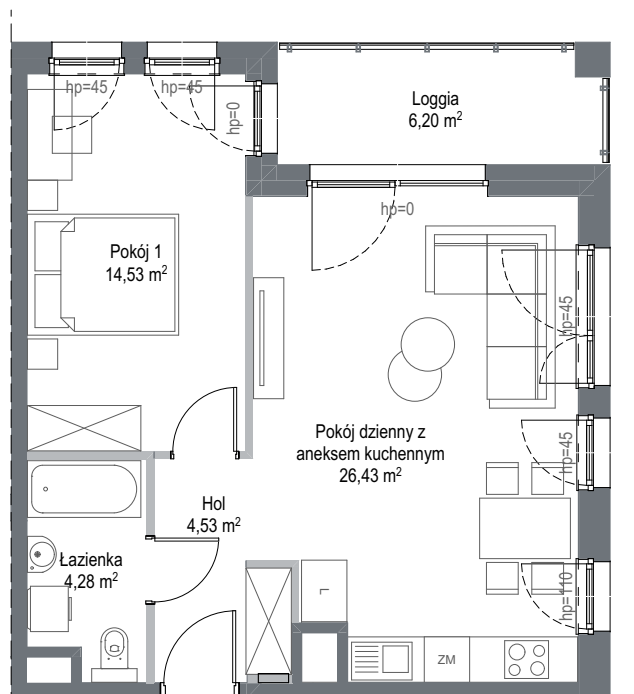 hp=45
hp=45
hp=0
Loggia
6,20 m²
hp=0
Pokój 1
14,53 m²
hp=45
Pokój dzienny z
aneksem kuchennym
26,43 m²
hp=45
Hol
4,53 m²
Łazienka
4,28 m²
L
hp=110
ZM